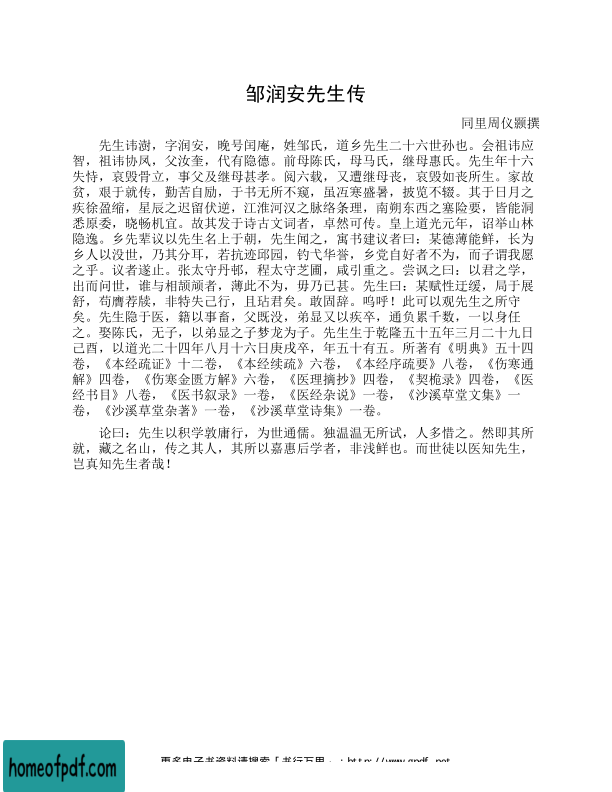 邹润安先生传
同里周仪颢撰
先生讳澍，字润安，晚号闰庵，姓邹氏，道乡先生二十六世孙也。会祖讳应
智，祖讳协凤，父汝奎，代有隐德。前母陈氏，母马氏，继母惠氏。先生年十六
失恃，哀毁骨立，事父及继母甚孝。阅六载，又遭继母丧，哀毁如丧所生。家故
贫，艰于就传，勤苦自励，于书无所不窥，虽冱寒盛暑，披览不辍。其于日月之
疾徐盈缩，星辰之迟留伏逆，江淮河汉之脉络条理，南朔东西之塞险要，皆能洞
悉原委，晓畅机宜。故其发于诗古文词者，卓然可传。皇上道光元年，诏举山林
隐逸。乡先辈议以先生名上于朝，先生闻之，寓书建议者曰：某德薄能鲜，长为
乡人以没世，乃其分耳，若抗迹邱园，钓弋华誉，乡党自好者不为，而子谓我愿
之乎。议者遂止。张太守丹邨，程太守芝圃，咸引重之。尝讽之曰：以君之学，
出而问世，谁与相颉颃者，薄此不为，毋乃已甚。先生曰：某赋性迂缓，局于展
舒，苟膺荐牍，非特失己行，且玷君矣。敢固辞。呜呼！此可以观先生之所守
矣。先生隐于医，籍以事畜，父既没，弟显又以疾卒，通负累千数，一以身任
之。娶陈氏，无子，以弟显之子梦龙为子。先生生于乾隆五十五年三月二十九日
己酉，以道光二十四年八月十六日庚戌卒，年五十有五。所著有《明典》五十四
卷，《本经疏证》十二卷，《本经续疏》六卷，《本经序疏要》八卷，《伤寒通
解》四卷，《伤寒金匮方解》六卷，《医理摘抄》四卷，《契桅录》四卷，《医
经书目》八卷，《医书叙录》一卷，《医经杂说》一卷，《沙溪草堂文集》一
卷，《沙溪草堂杂著》一卷，《沙溪草堂诗集》一卷。
论曰：先生以积学敦庸行，为世通儒。独温温无所试，人多惜之。然即其所
就，藏之名山，传之其人，其所以嘉惠后学者，非浅鲜也。而世徒以医知先生，
岂真知先生者哉！
homeofpdf.com